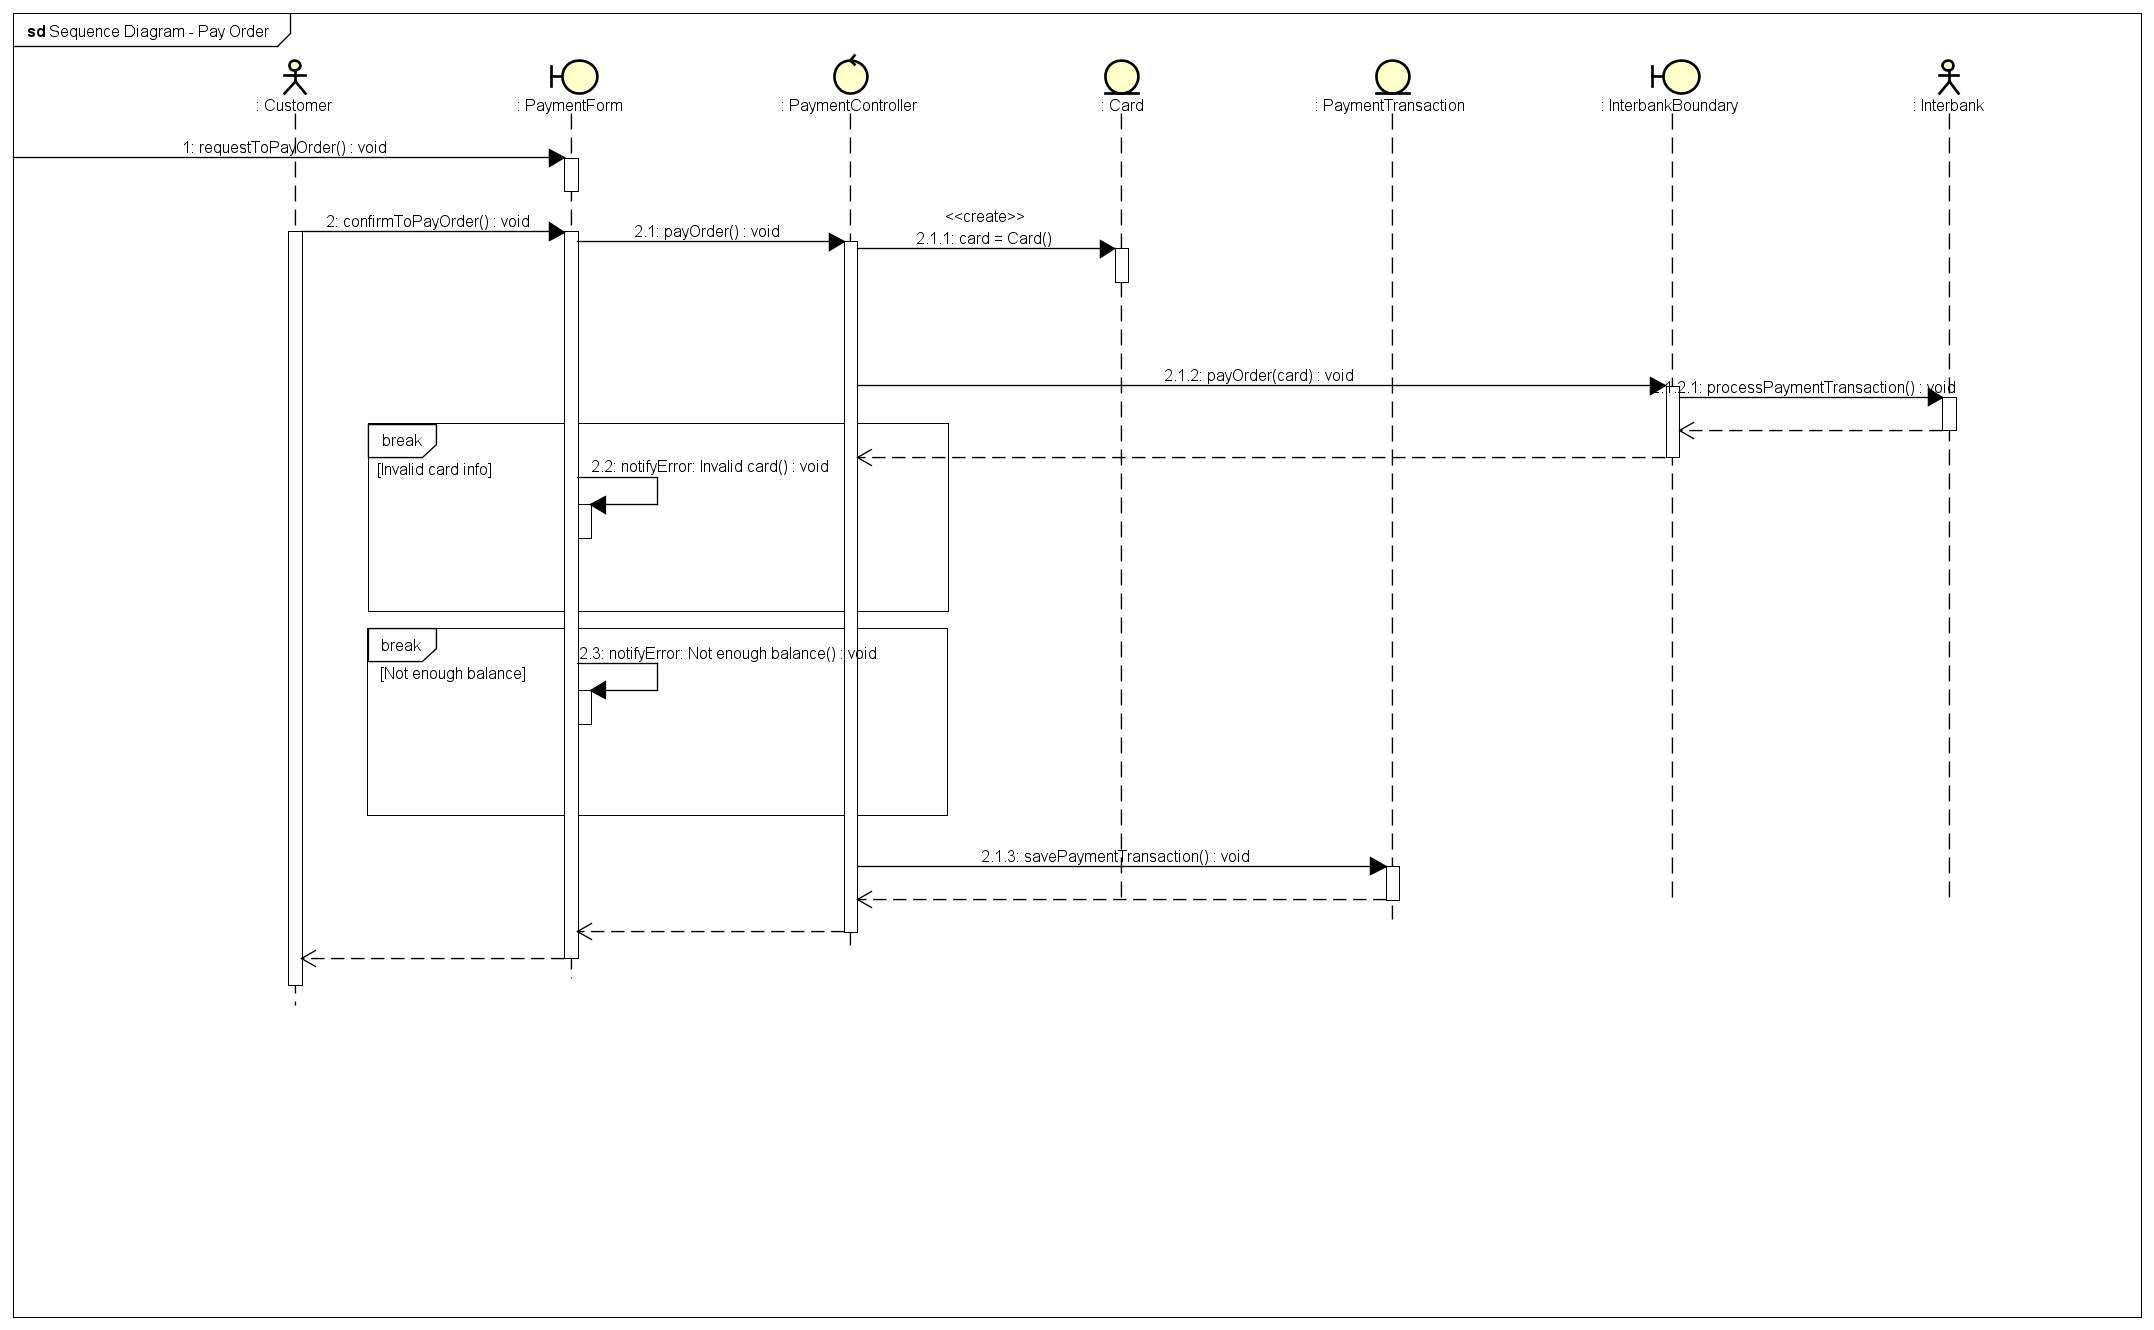 sd Sequence Diagram - Pay Order
: Customer
: PaymentForm
: PaymentController
: Card
: PaymentTransaction
: InterbankBoundary
: Interbank
1: requestToPayOrder() : void
2: confirmToPayOrder() : void
2.1: payOrder() : void
<<create>>
2.1.1: card = Card()
2.1.2: payOrder(card) : void
2.1.2.1: processPaymentTransaction() : void
break
[Invalid card info]
2.2: notifyError: Invalid card() : void
break
2.3: notifyError: Not enough balance() : void
[Not enough balance]
2.1.3: savePaymentTransaction() : void